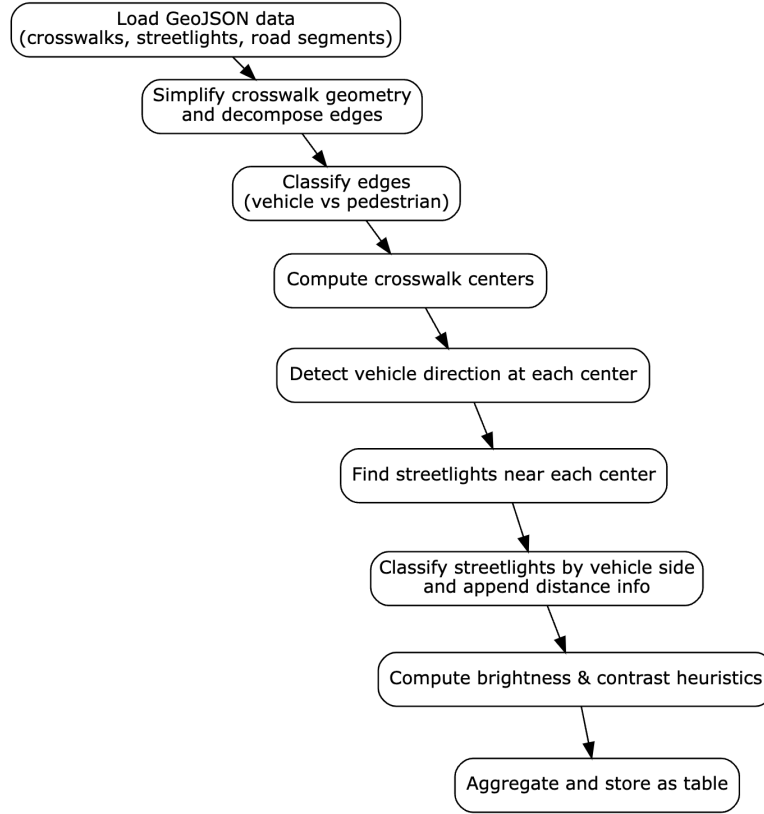 Load GeoJSON data
(crosswalks, streetlights, road segments)
Simplify crosswalk geometry
and decompose edges
Classify edges
(vehicle vs pedestrian)
Compute crosswalk centers
Detect vehicle direction at each center
Find streetlights near each center
Classify streetlights by vehicle side
and append distance info
Compute brightness & contrast heuristics
Aggregate and store as table